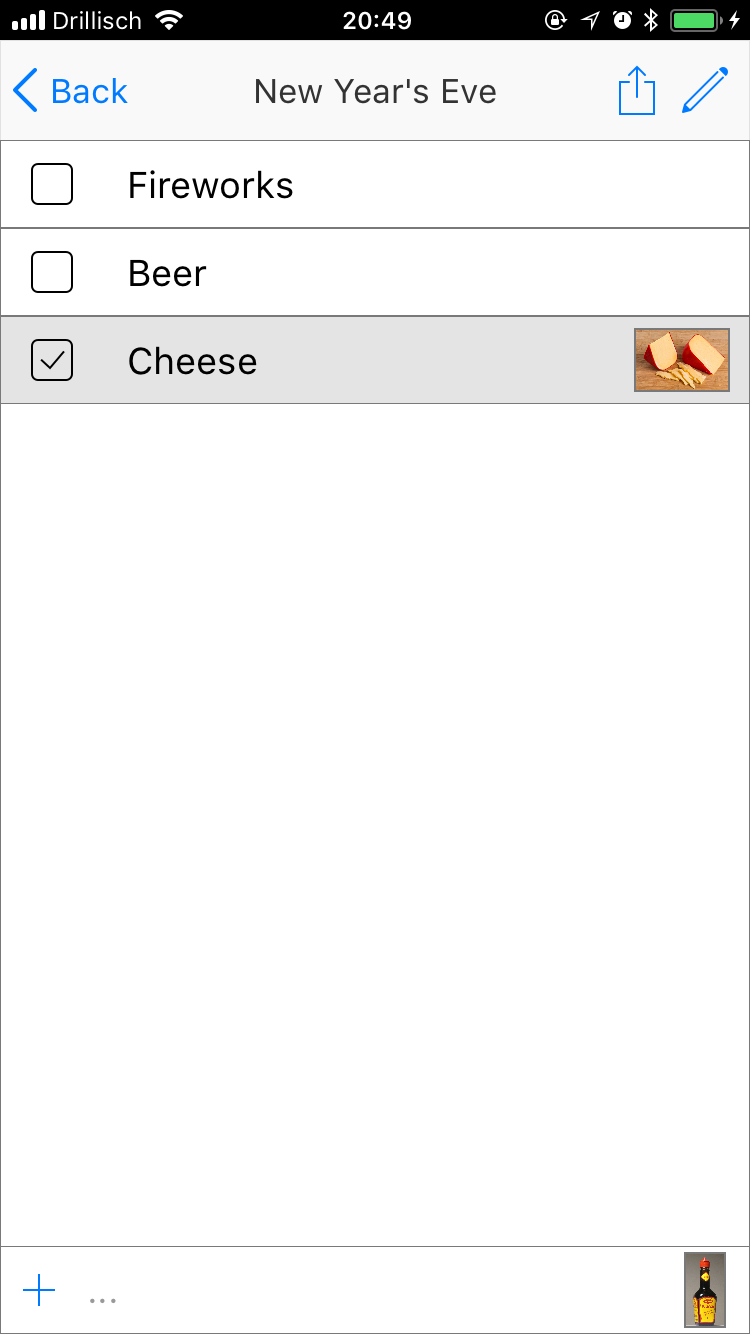 Drillisch 20:49
Back New Year's Eve
Fireworks
Beer
Cheese
...